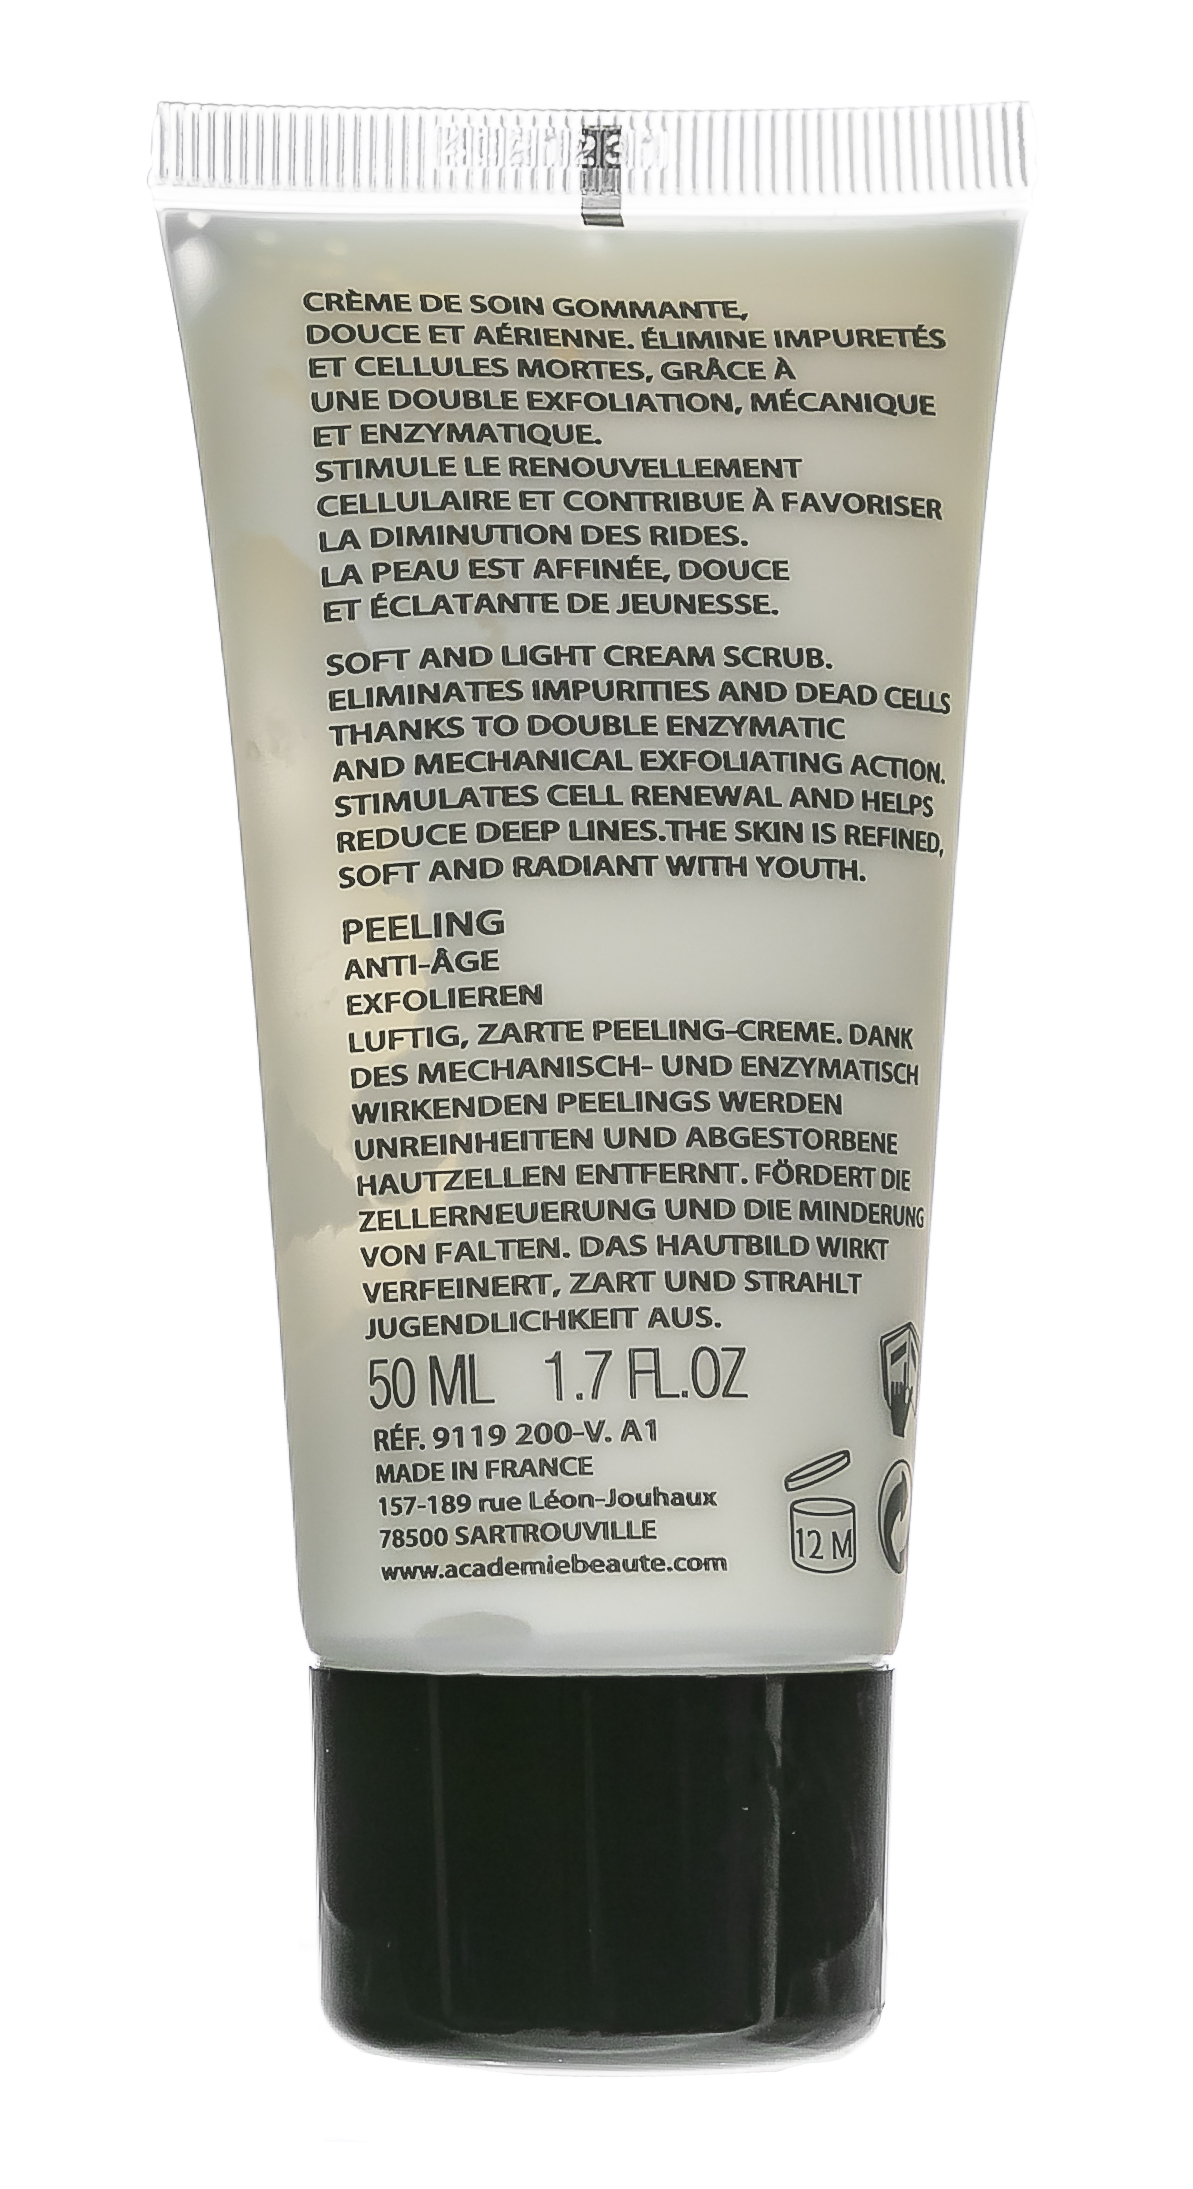 CRÈME DE SOIN GOMMANTE,
DOUCE ET AÉRIENNE. ÉLIMINE IMPURETÉS
ET CELLULES MORTES, GRÂCE À
UNE DOUBLE EXFOLIATION, MÉCANIQUE
ET ENZYMATIQUE.
STIMULE LE RENOUVELLEMENT
CELLULAIRE ET CONTRIBUE À FAVORISER
LA DIMINUTION DES RIDES.
LA PEAU EST AFFINÉE, DOUCE
ET ÉCLATANTE DE JEUNESSE.
SOFT AND LIGHT CREAM SCRUB.
ELIMINATES IMPURITIES AND DEAD CELLS
THANKS TO DOUBLE ENZYMATIC
AND MECHANICAL EXFOLIATING ACTION.
STIMULATES CELL RENEWAL AND HELPS
REDUCE DEEP LINES.THE SKIN IS REFINED,
SOFT AND RADIANT WITH YOUTH.
PEELING
ANTI-ÂGE
EXFOLIEREN
LUFTIG, ZARTE PEELING-CREME. DANK
DES MECHANISCH- UND ENZYMATISCH
WIRKENDEN PEELINGS WERDEN
UNREINHEITEN UND ABGESTORBENE
HAUTZELLEN ENTFERNT. FÖRDERT DIE
ZELLERNEUERUNG UND DIE MINDERUNG
VON FALTEN. DAS HAUTBILD WIRKT
VERFEINERT, ZART UND STRAHLT
JUGENDLICHKEIT AUS.
50 ML 1.7 FL.OZ
RÉF. 9119 200-V. A1
MADE IN FRANCE
157-189 rue Léon-Jouhaux
78500 SARTROUVILLE
www.academiebeaute.com
12 M